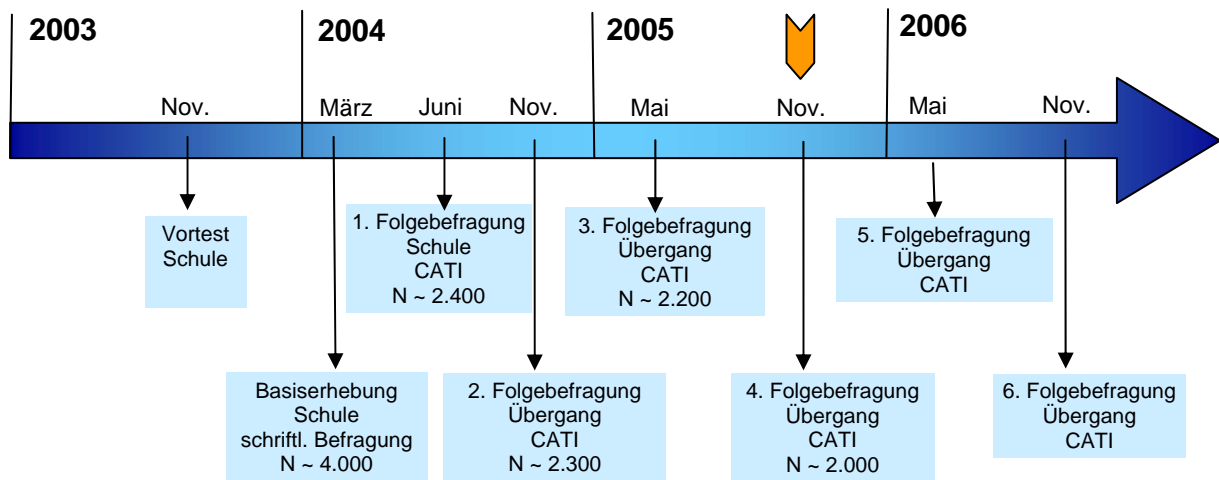 2003
2004
2005
2006
Nov.
März
Juni
Nov.
Mai
Nov.
Mai
Nov.
Vortest
Schule
1. Folgebefragung
Schule
CATI
N ~ 2.400
3. Folgebefragung
Übergang
CATI
N ~ 2.200
5. Folgebefragung
Übergang
CATI
Basiserhebung
Schule
schriftl. Befragung
N ~ 4.000
2. Folgebefragung
Übergang
CATI
N ~ 2.300
4. Folgebefragung
Übergang
CATI
N ~ 2.000
6. Folgebefragung
Übergang
CATI